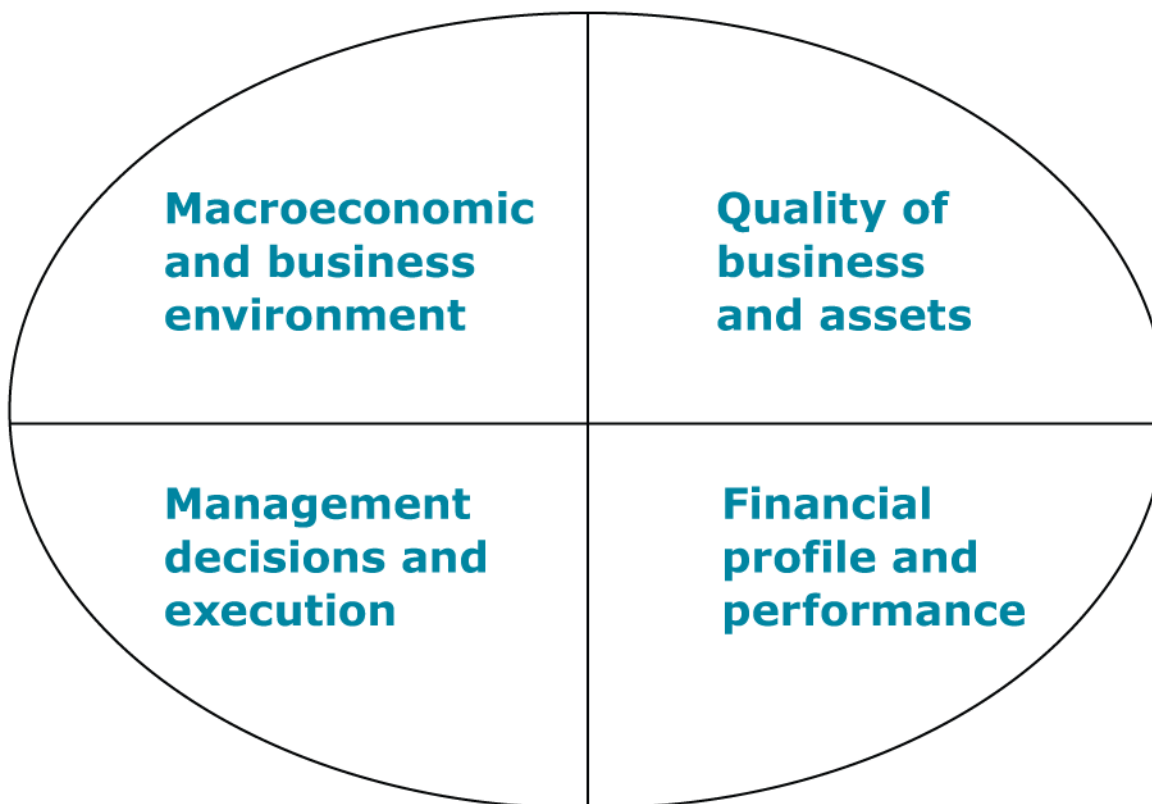 Macroeconomic
and business
environment
Quality of
business
and assets
Management
decisions and
execution
Financial
profile and
performance